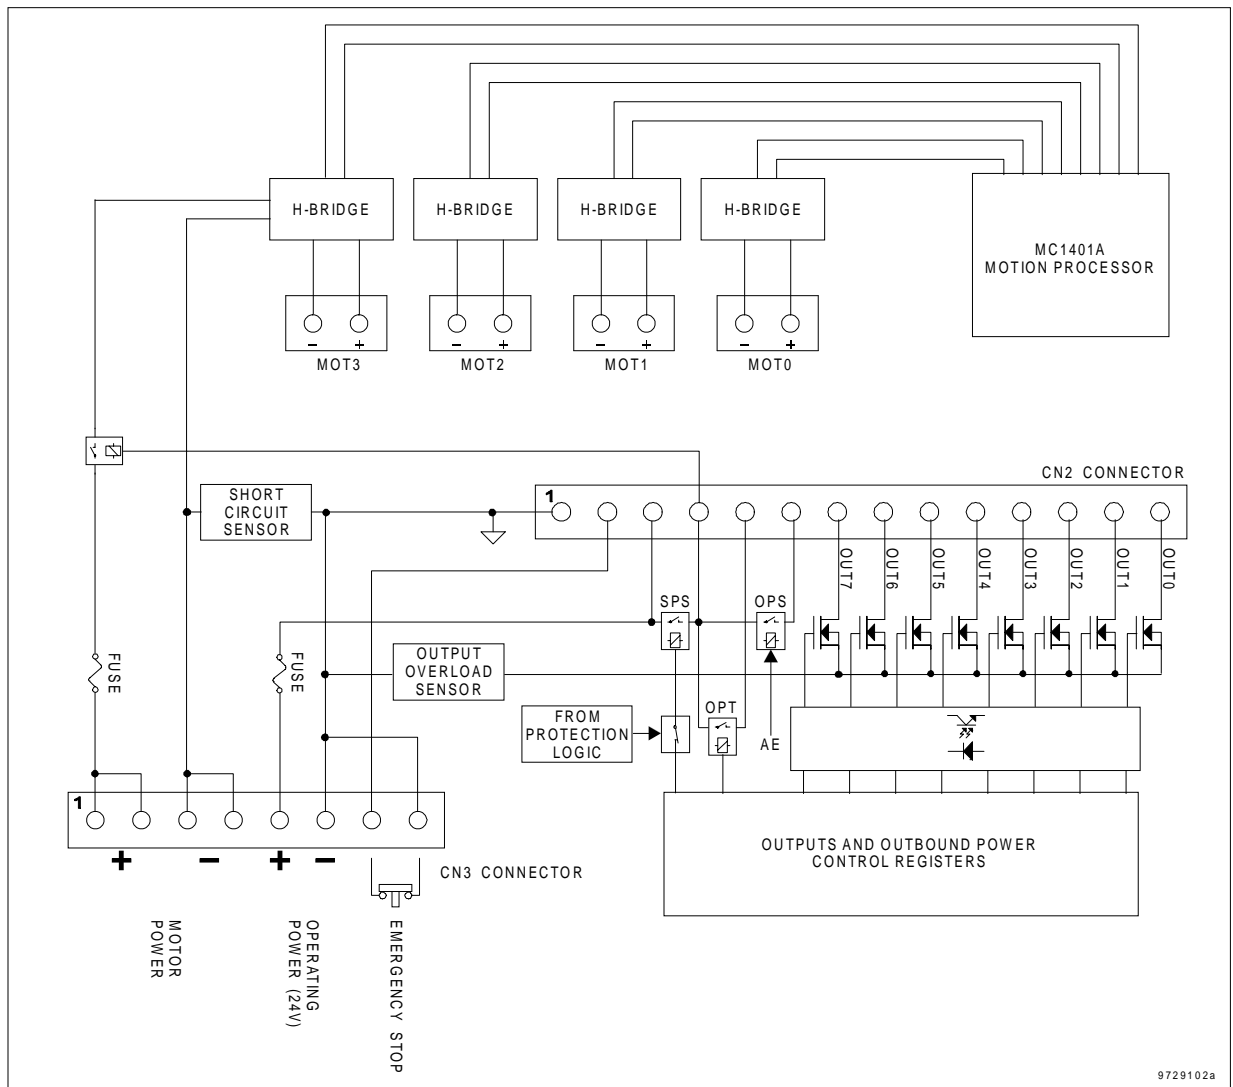 H-BRIDGE
H-BRIDGE
H-BRIDGE
H-BRIDGE
MC1401A
MOTION PROCESSOR
- +
MOT3
- +
MOT2
- +
MOT1
- +
MOT0
CN2 CONNECTOR
1
SHORT
CIRCUIT
SENSOR
OUT7
OUT6
OUT5
OUT4
OUT3
OUT2
OUT1
OUT0
SPS
OPS
FUSE
FUSE
OUTPUT
OVERLOAD
SENSOR
OPT
FROM
PROTECTION
LOGIC
AE
1
OUTPUTS AND OUTBOUND POWER
CONTROL REGISTERS
+ - + -
CN3 CONNECTOR
MOTOR
POWER
OPERATING
POWER (24V)
EMERGENCY STOP
9729102a